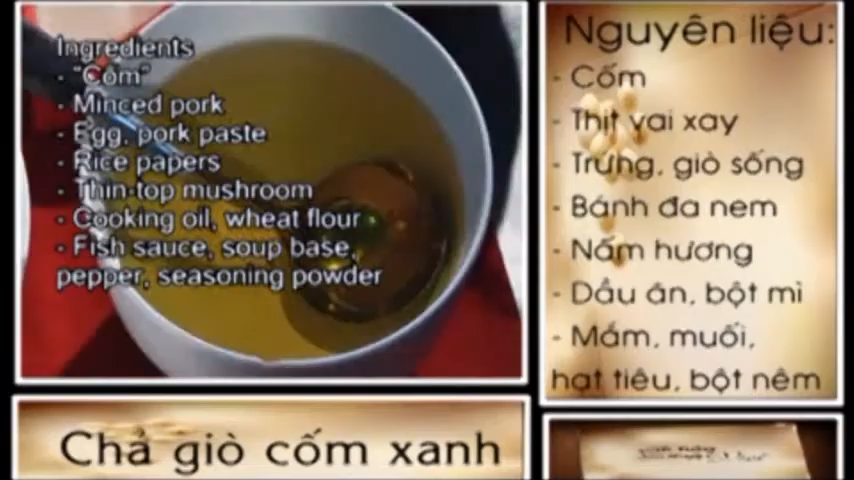 Ingredients
- "Cốm"
- Minced pork
- Egg, pork paste
- Rice papers
- Thin-top mushroom
- Cooking oil, wheat flour
- Fish sauce, soup base,
pepper, seasoning powder
Nguyên liệu:
- Cốm
- Thịt vai xay
- Trứng, giò sống
- Bánh đa nem
- Nấm hương
- Dầu ăn, bột mì
- Mắm, muối,
hạt tiêu, bột nêm
Chả giò cốm xanh